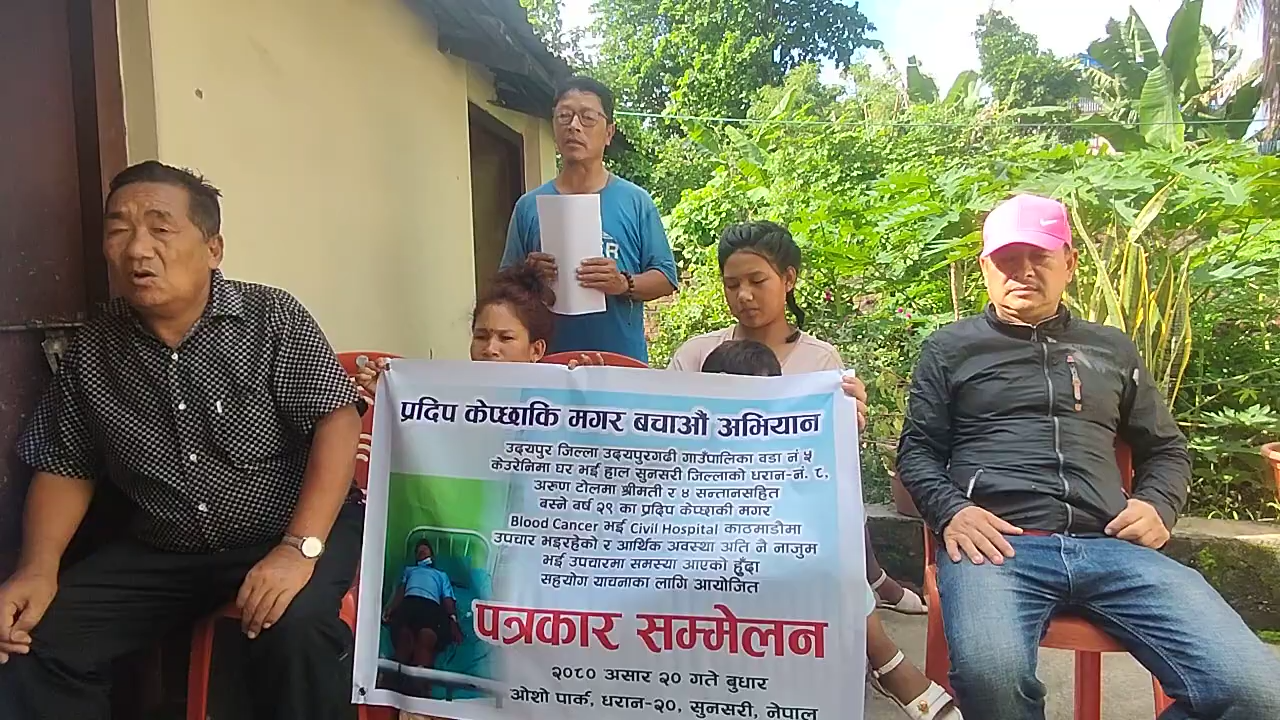 प्रदिप केप्छाकि मगर बचाऔ अभियान
उदयपुर जिल्ला उदयपुरगढी गाउँपालिका वडा नं ५
केउरेनिमा घर भई हाल सुनसरी जिल्लाको धरान-नं. ८,
अरुण टोलमा श्रीमती र ४ सन्तानसहित
बस्ने बर्ष २९ का प्रदिप केप्छाकी मगर
Blood Cancer भई Civil Hospital काठमाडौमा
उपचार भइरहेको र आर्थिक अवस्था अति नै नाजुम
भई उपचारमा समस्या आएको हुँदा
सहयोग याचनाका लागि आयोजित
पत्रकार सम्मेलन
२०८० असार २० गते बुधार
ओशो पार्क, धरान-२०, सुनसरी, नेपाल